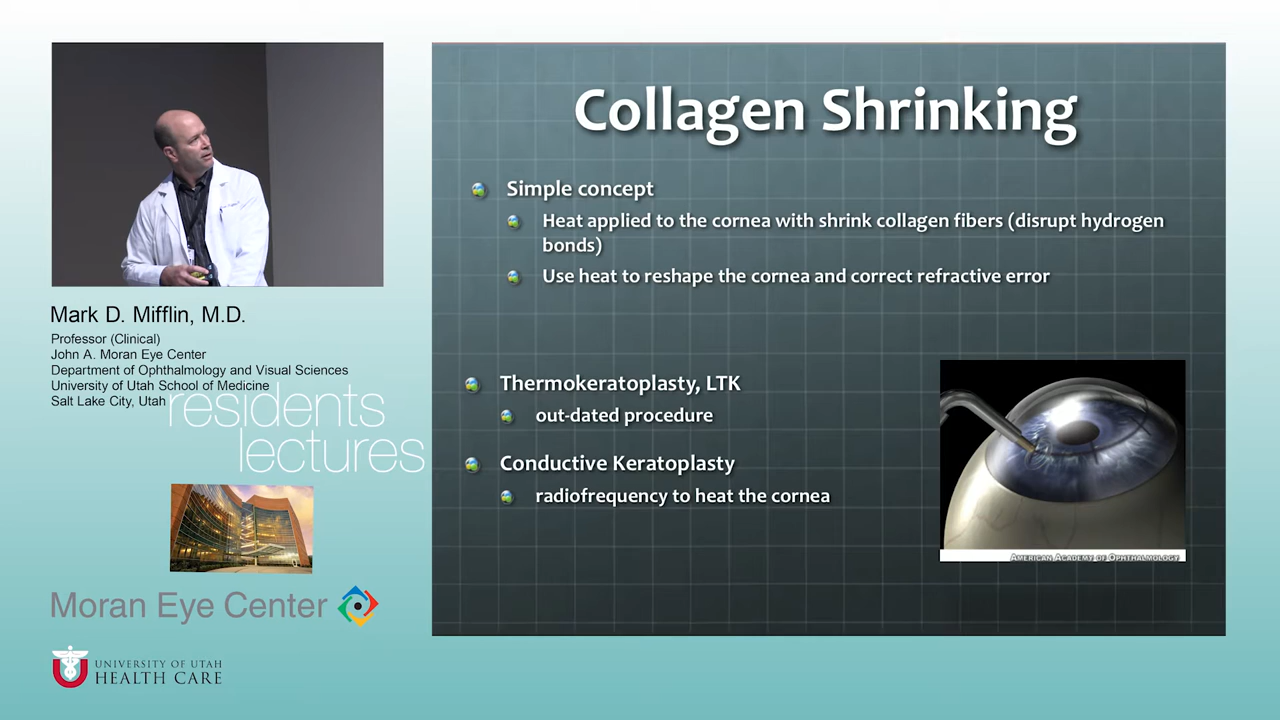 Collagen Shrinking
Simple concept
Heat applied to the cornea with shrink collagen fibers (disrupt hydrogen
bonds)
Use heat to reshape the cornea and correct refractive error
Thermokeratoplasty, LTK
out-dated procedure
Conductive Keratoplasty
radiofrequency to heat the cornea
AMERICAN ACADEMY OF OPHTHALMOLOGY
Mark D. Mifflin, M.D.
Professor (Clinical)
John A. Moran Eye Center
Department of Ophthalmology and Visual Sciences
University of Utah School of Medicine
Salt Lake City, Utah
residents
lectures
Moran Eye Center
UNIVERSITY OF UTAH
HEALTH CARE